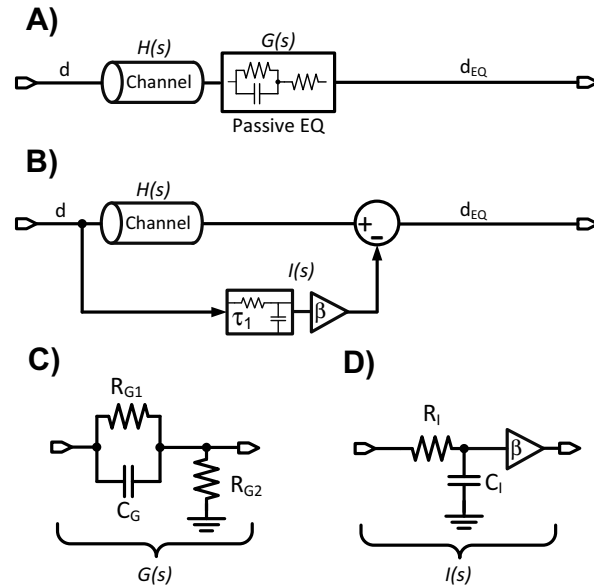 A)
H(s)
G(s)
d
Channel
d_EQ
Passive EQ
B)
H(s)
d
Channel
+
-
d_EQ
I(s)
τ₁
β
C)
D)
R_G1
R_I
β
C_G
R_G2
C_I
G(s)
I(s)